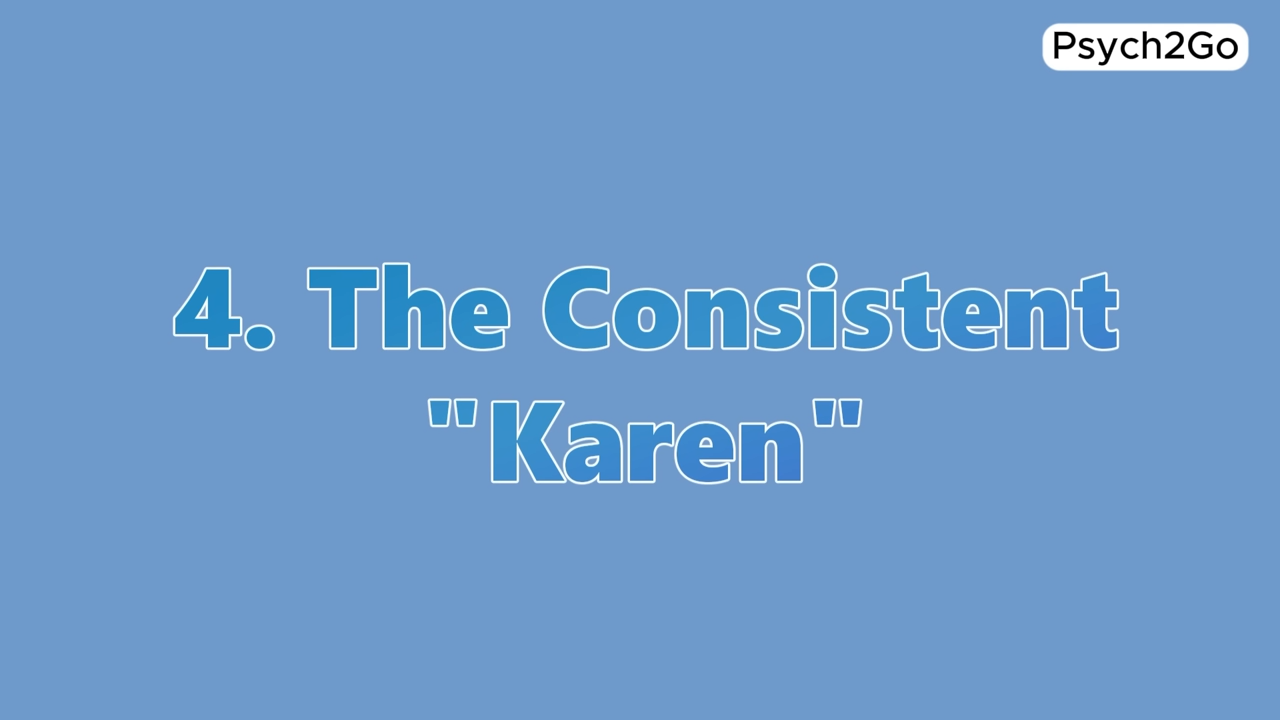 Psych2Go
4. The Consistent
"Karen"